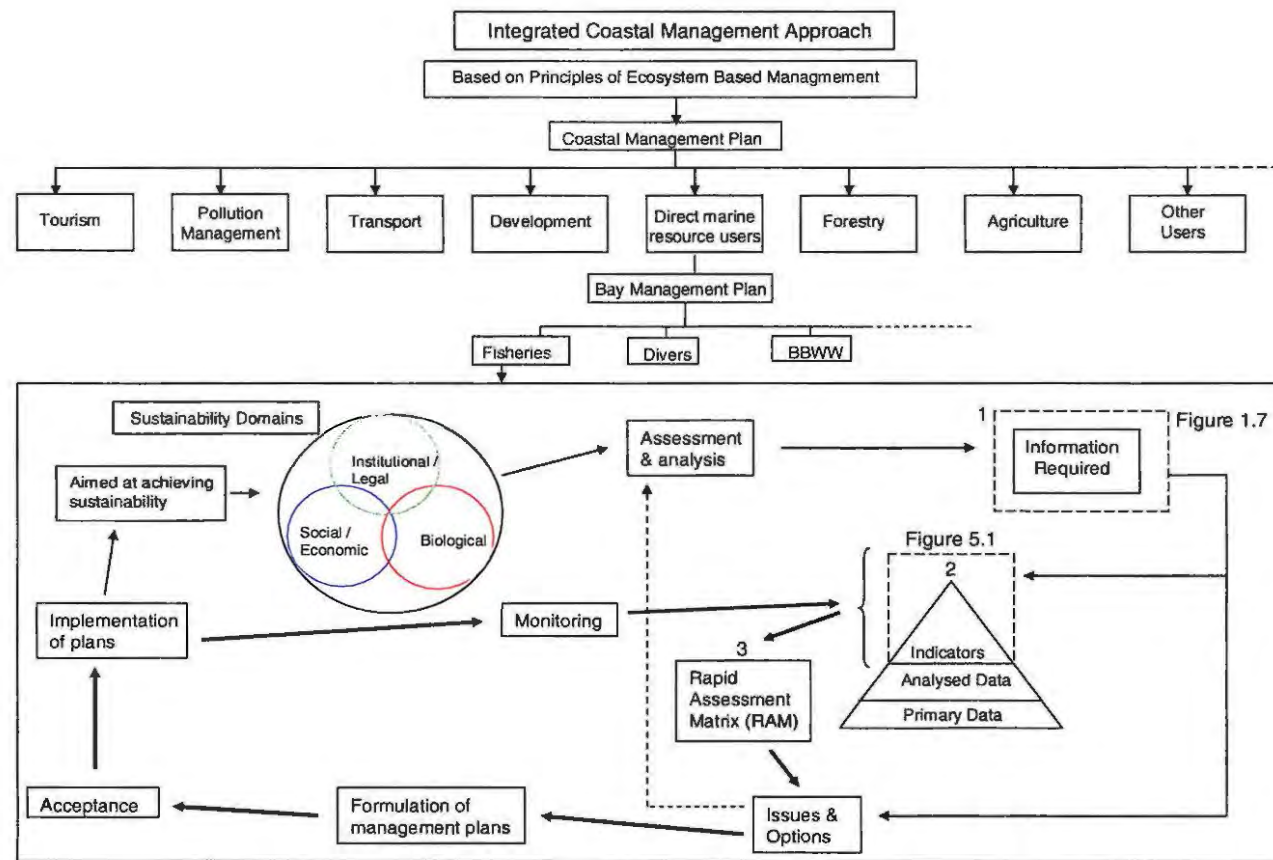 Integrated Coastal Management Approach
Based on Principles of Ecosystem Based Managmement
Coastal Management Plan
Tourism
Pollution
Management
Transport
Development
Direct marine
resource users
Forestry
Agriculture
Other
Users
Bay Management Plan
Fisheries
Divers
BBWW
Sustainability Domains
Institutional /
Legal
Social /
Economic
Biological
Aimed at achieving
sustainability
Assessment
& analysis
1
Figure 1.7
Information
Required
Figure 5.1
2
Indicators
Analysed Data
Primary Data
Implementation
of plans
Monitoring
3
Rapid
Assessment
Matrix (RAM)
Acceptance
Formulation of
management plans
Issues &
Options